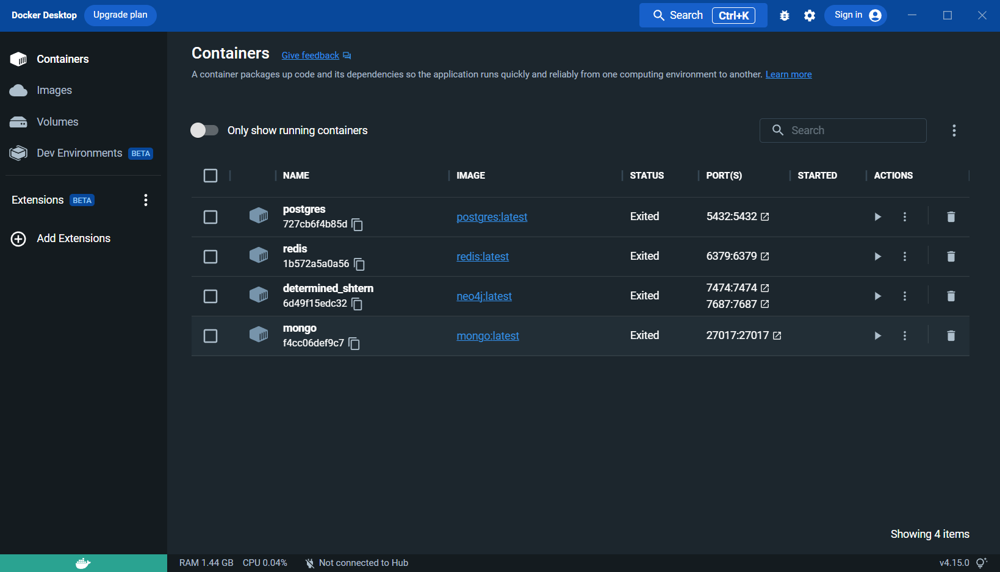 Docker Desktop Upgrade plan Search Ctrl+K Sign in
Containers
Images
Volumes
Dev Environments BETA
Extensions BETA
Add Extensions
Containers Give feedback
A container packages up code and its dependencies so the application runs quickly and reliably from one computing environment to another. Learn more
Only show running containers Search
NAME IMAGE STATUS PORT(S) STARTED ACTIONS
postgres
727cb6f4b85d postgres:latest Exited 5432:5432
redis
1b572a5a0a56 redis:latest Exited 6379:6379
determined_shtern 7474:7474
6d49f15edc32 neo4j:latest Exited 7687:7687
mongo
f4cc06def9c7 mongo:latest Exited 27017:27017
Showing 4 items
RAM 1.44 GB CPU 0.04% Not connected to Hub v4.15.0